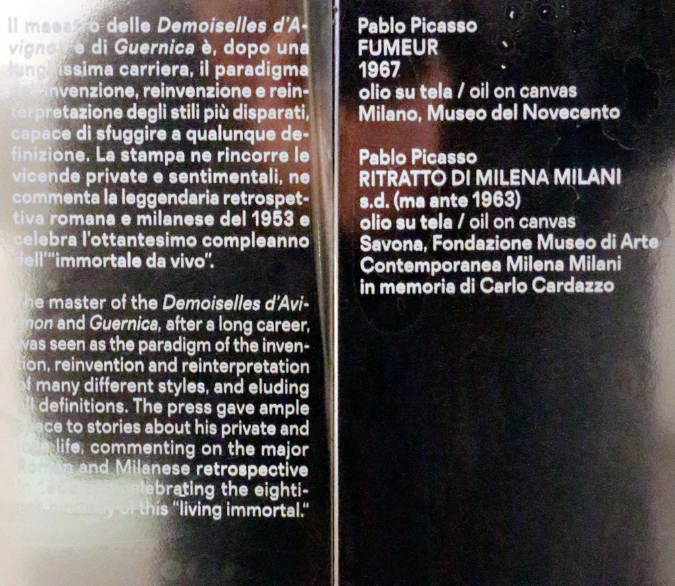 Il maestro delle Demoiselles d'A-
vignon e di Guernica è, dopo una
lunghissima carriera, il paradigma
dell'invenzione, reinvenzione e rein-
terpretazione degli stili più disparati,
capace di sfuggire a qualunque de-
finizione. La stampa ne rincorre le
vicende private e sentimentali, ne
commenta la leggendaria retrospet-
tiva romana e milanese del 1953 e
celebra l'ottantesimo compleanno
dell'"immortale da vivo".
The master of the Demoiselles d'Avi-
gnon and Guernica, after a long career,
was seen as the paradigm of the inven-
tion, reinvention and reinterpretation
of many different styles, and eluding
all definitions. The press gave ample
space to stories about his private and
love life, commenting on the major
Roman and Milanese retrospective
celebrating the eighti-
of this "living immortal."
Pablo Picasso
FUMEUR
1967
olio su tela / oil on canvas
Milano, Museo del Novecento
Pablo Picasso
RITRATTO DI MILENA MILANI
s.d. (ma ante 1963)
olio su tela / oil on canvas
Savona, Fondazione Museo di Arte
Contemporanea Milena Milani
in memoria di Carlo Cardazzo